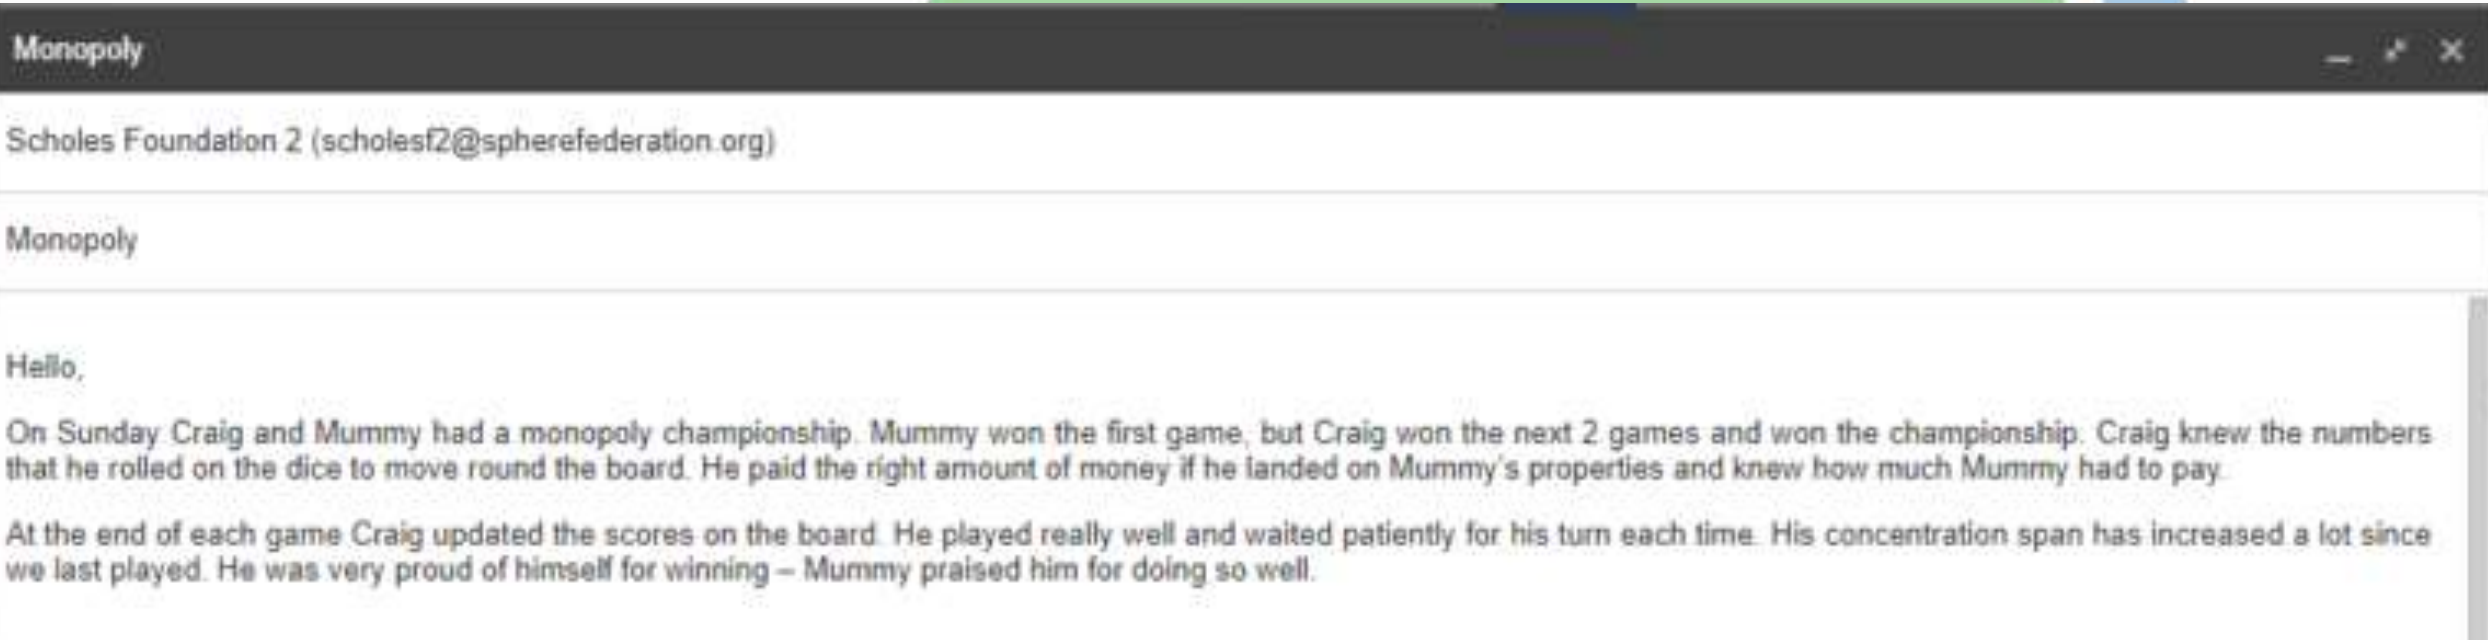 Monopoly
Scholes Foundation 2 (scholesf2@spherefederation.org)
Monopoly
Hello,
On Sunday Craig and Mummy had a monopoly championship. Mummy won the first game, but Craig won the next 2 games and won the championship. Craig knew the numbers
that he rolled on the dice to move round the board. He paid the right amount of money if he landed on Mummy's properties and knew how much Mummy had to pay.
At the end of each game Craig updated the scores on the board. He played really well and waited patiently for his turn each time. His concentration span has increased a lot since
we last played. He was very proud of himself for winning – Mummy praised him for doing so well.